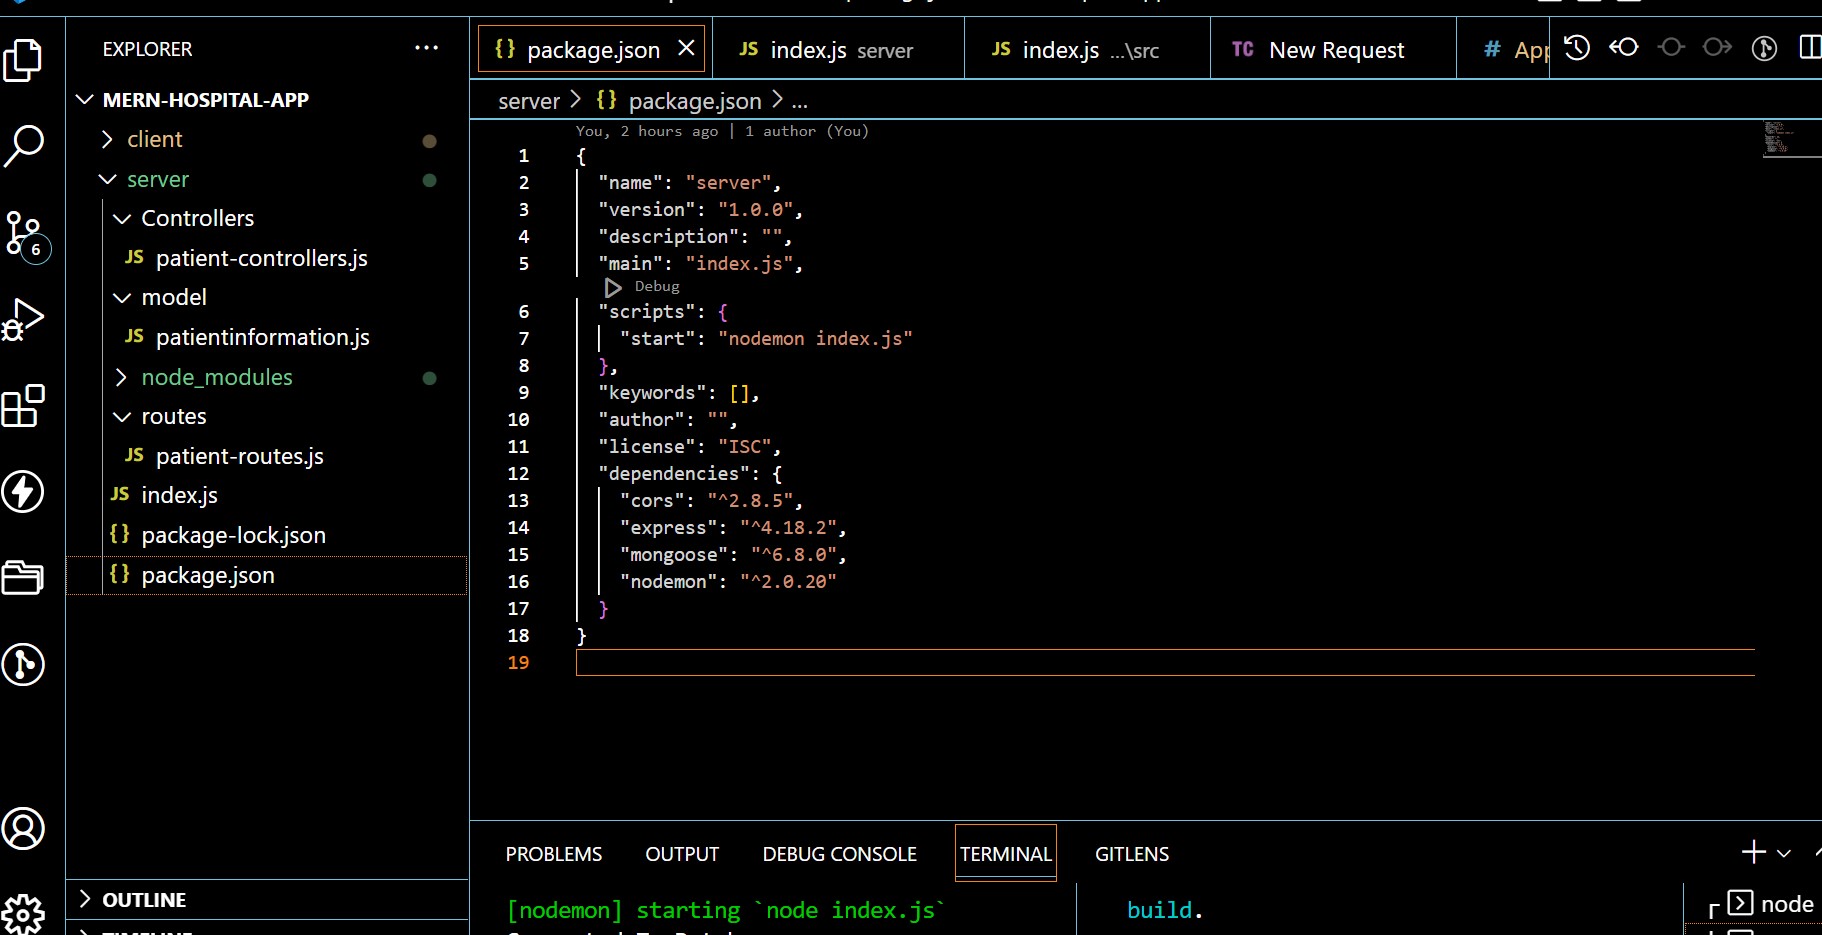 EXPLORER
MERN-HOSPITAL-APP
client
server
Controllers
JS patient-controllers.js
model
JS patientinformation.js
node_modules
routes
JS patient-routes.js
JS index.js
{} package-lock.json
{} package.json
OUTLINE
6
{} package.json
JS index.js server
JS index.js ...\src
TC New Request
# App
server > {} package.json > ...
You, 2 hours ago | 1 author (You)
1 {
2 "name": "server",
3 "version": "1.0.0",
4 "description": "",
5 "main": "index.js",
Debug
6 "scripts": {
7 "start": "nodemon index.js"
8 },
9 "keywords": [],
10 "author": "",
11 "license": "ISC",
12 "dependencies": {
13 "cors": "^2.8.5",
14 "express": "^4.18.2",
15 "mongoose": "^6.8.0",
16 "nodemon": "^2.0.20"
17 }
18 }
19
PROBLEMS OUTPUT DEBUG CONSOLE TERMINAL GITLENS
[nodemon] starting `node index.js`
build.
node